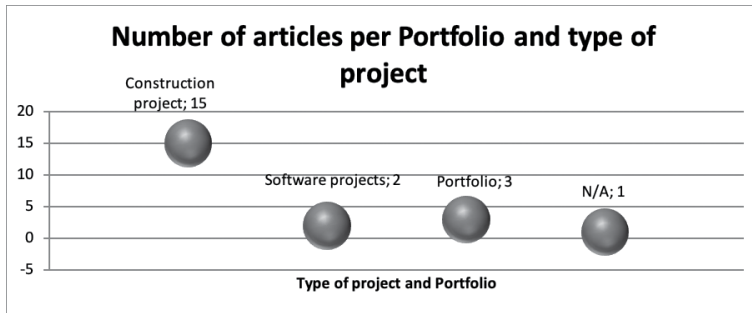 Number of articles per Portfolio and type of
project
Construction
project; 15
20
15
10
5
0
-5
Software projects; 2
Portfolio; 3
N/A; 1
Type of project and Portfolio